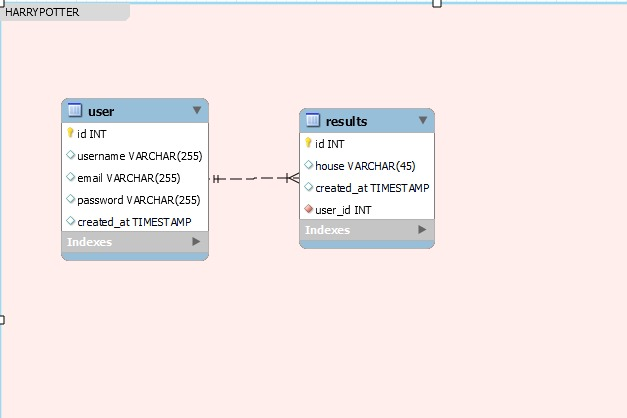 HARRYPOTTER
user
id INT
username VARCHAR(255)
email VARCHAR(255)
password VARCHAR(255)
created_at TIMESTAMP
Indexes
results
id INT
house VARCHAR(45)
created_at TIMESTAMP
user_id INT
Indexes